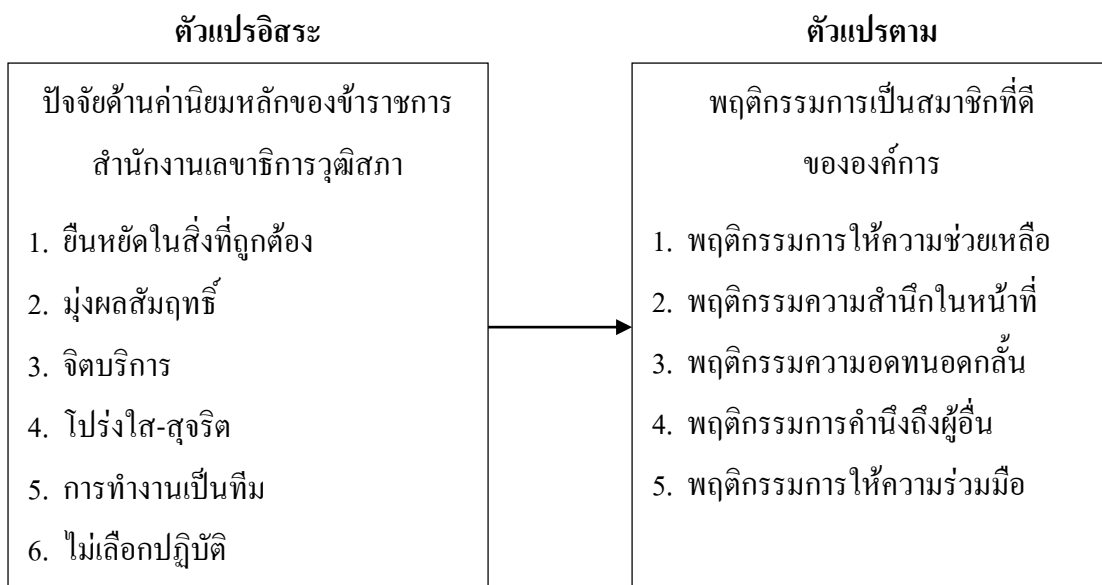 ตัวแปรอิสระ
ปัจจัยด้านค่านิยมหลักของข้าราชการ
สำนักงานเลขาธิการวุฒิสภา
1. ยืนหยัดในสิ่งที่ถูกต้อง
2. มุ่งผลสัมฤทธิ์
3. จิตบริการ
4. โปร่งใส-สุจริต
5. การทำงานเป็นทีม
6. ไม่เลือกปฏิบัติ
ตัวแปรตาม
พฤติกรรมการเป็นสมาชิกที่ดี
ขององค์การ
1. พฤติกรรมการให้ความช่วยเหลือ
2. พฤติกรรมความสำนึกในหน้าที่
3. พฤติกรรมความอดทนอดกลั้น
4. พฤติกรรมการคำนึงถึงผู้อื่น
5. พฤติกรรมการให้ความร่วมมือ